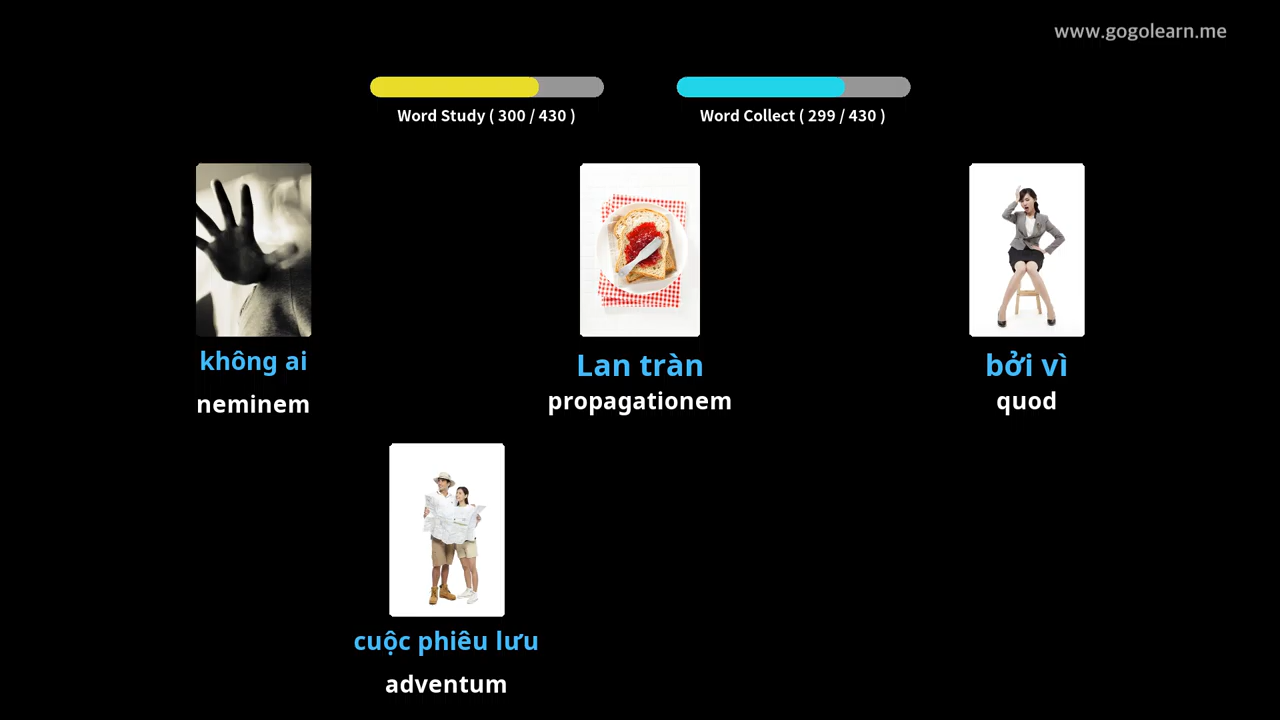 www.gogolearn.me
Word Study ( 300 / 430 )
Word Collect ( 299 / 430 )
không ai
neminem
Lan tràn
propagationem
bởi vì
quod
cuộc phiêu lưu
adventum